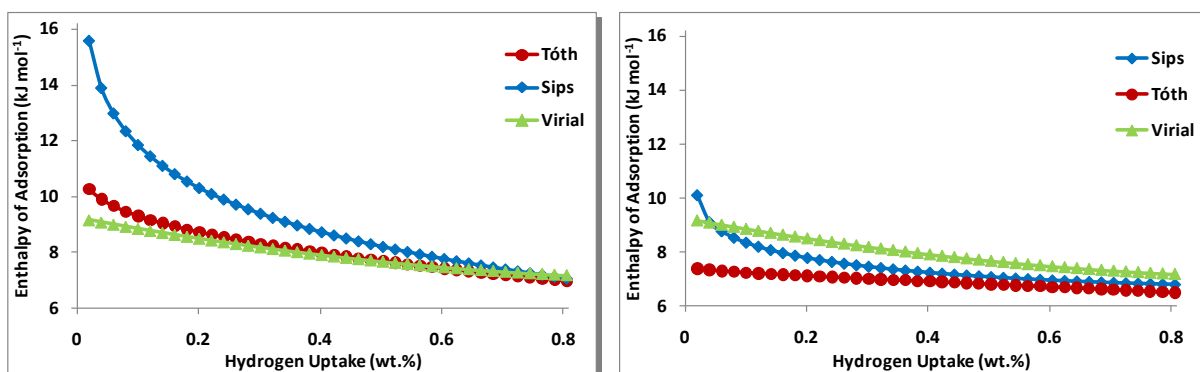 16
14
12
10
8
6
Enthalpy of Adsorption (kJ mol⁻¹)
Tóth
Sips
Virial
0 0.2 0.4 0.6 0.8
Hydrogen Uptake (wt.%)
16
14
12
10
8
6
Enthalpy of Adsorption (kJ mol⁻¹)
Sips
Tóth
Virial
0 0.2 0.4 0.6 0.8
Hydrogen Uptake (wt.%)